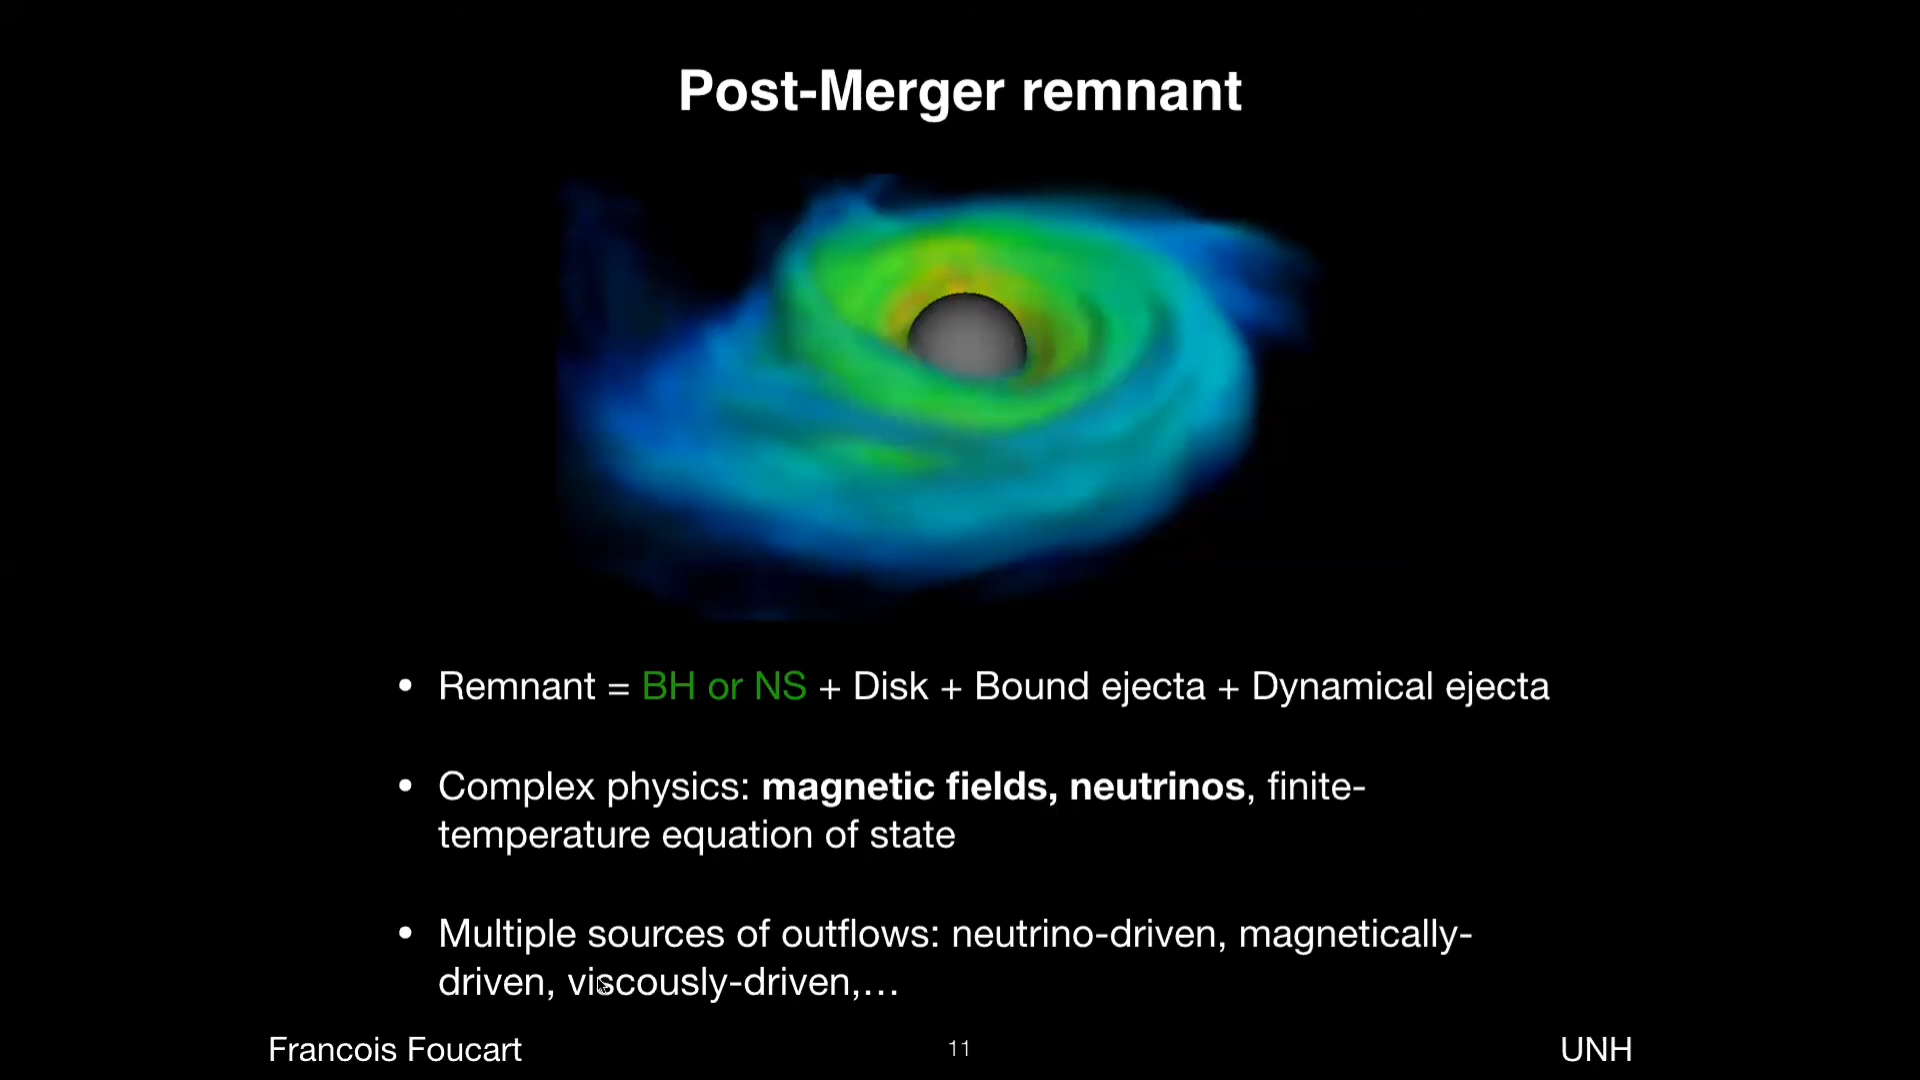 Post-Merger remnant
• Remnant = BH or NS + Disk + Bound ejecta + Dynamical ejecta
• Complex physics: magnetic fields, neutrinos, finite-
temperature equation of state
• Multiple sources of outflows: neutrino-driven, magnetically-
driven, viscously-driven,…
Francois Foucart
11
UNH